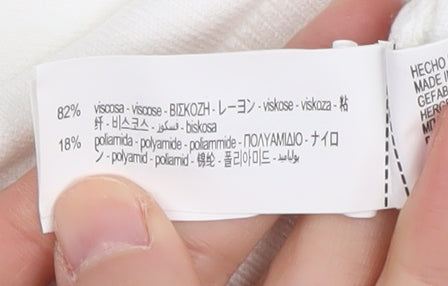 82% viscosa - viscose - ΒΙΣΚΟΖΗ - レーヨン - viskose - viskoza - 粘
纤 - 비스코스 - السكوز - biskosa
18% poliamida - polyamide - poliammide - ΠΟΛΥΑΜΙΔΙΟ - ナイロ
ン - polyamid - poliamid - 锦纶 - 폴리아미드 - بولياميد
HECHO
MADE I
GEFAB